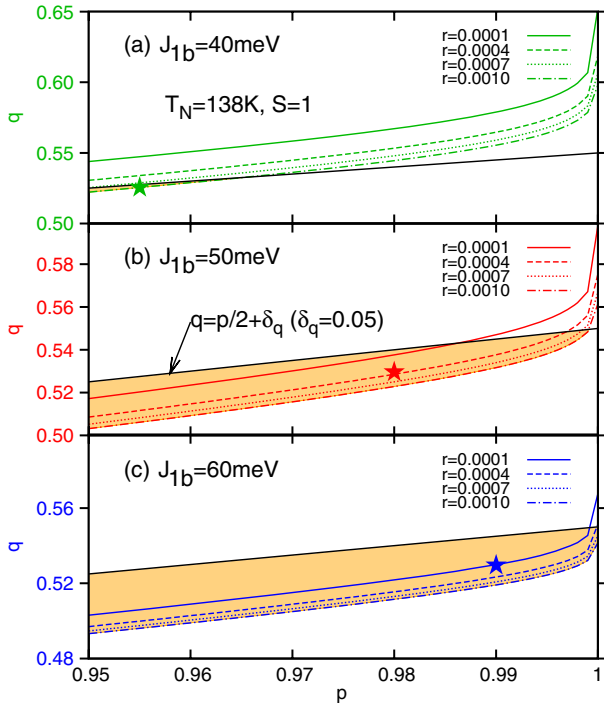 0.65
(a) J1b=40meV
r=0.0001
r=0.0004
r=0.0007
r=0.0010
0.60
TN=138K, S=1
q
0.55
0.50
(b) J1b=50meV
r=0.0001
r=0.0004
r=0.0007
r=0.0010
0.58
0.56
q=p/2+δq (δq=0.05)
q
0.54
0.52
0.50
(c) J1b=60meV
r=0.0001
r=0.0004
r=0.0007
r=0.0010
0.56
q
0.52
0.48
0.95 0.96 0.97 0.98 0.99 1
p